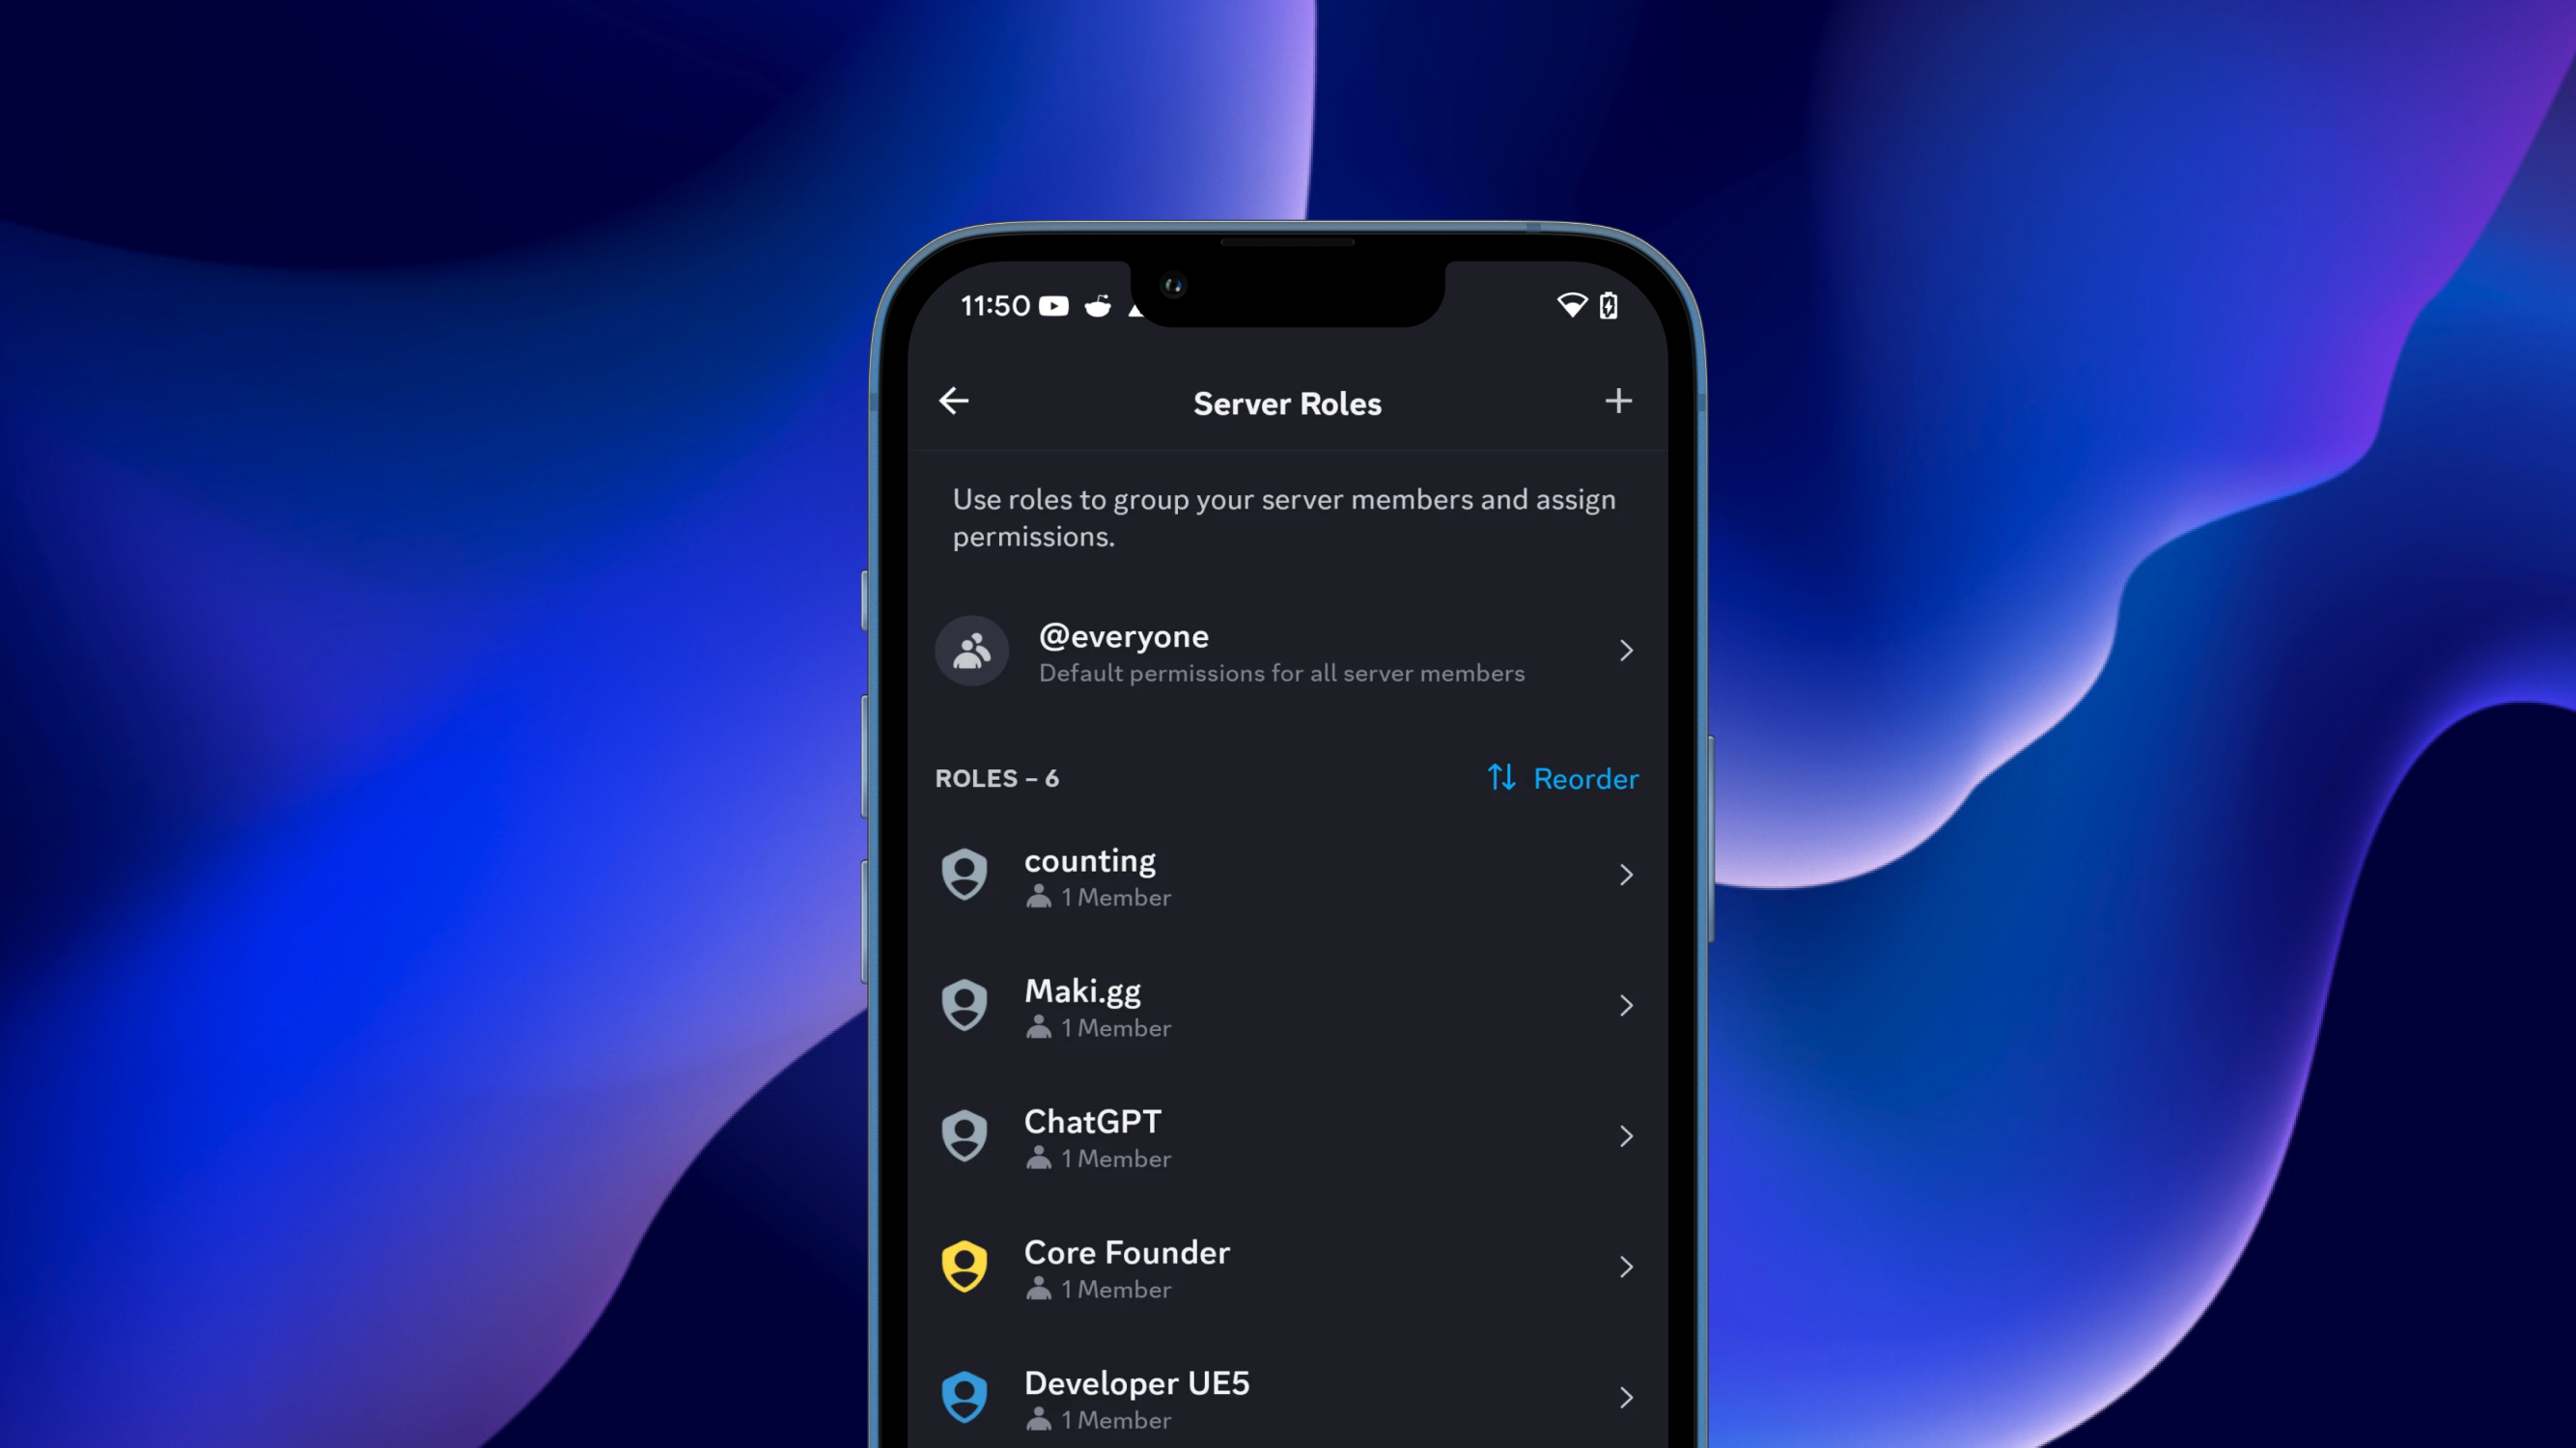 11:50
Server Roles
Use roles to group your server members and assign
permissions.
@everyone
Default permissions for all server members
ROLES – 6
Reorder
counting
1 Member
Maki.gg
1 Member
ChatGPT
1 Member
Core Founder
1 Member
Developer UE5
1 Member